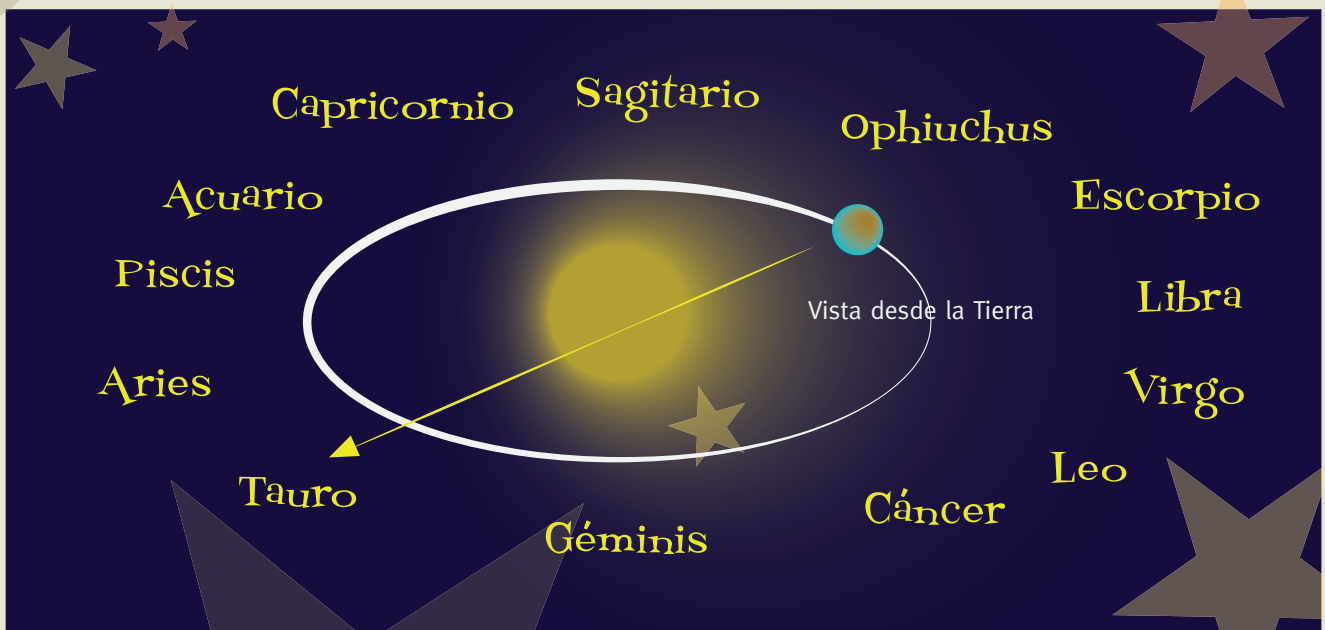 Capricornio
Sagitario
Ophiuchus
Acuario
Escorpio
Piscis
Libra
Vista desde la Tierra
Aries
Virgo
Leo
Tauro
Cáncer
Géminis